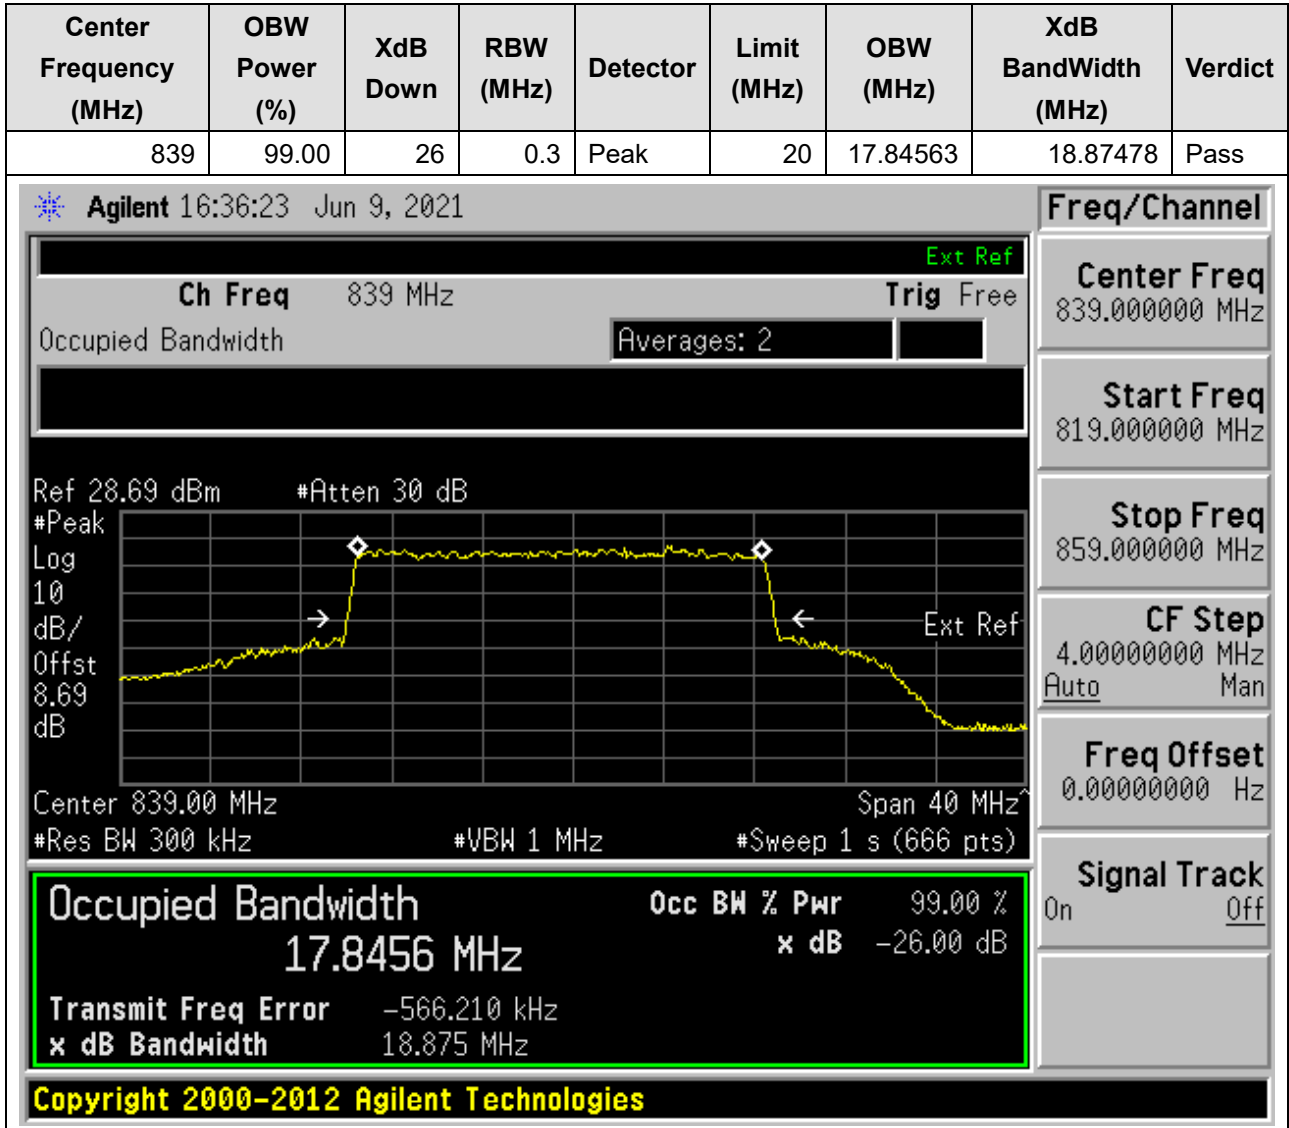 Center Frequency (MHz) OBW Power (%) XdB Down RBW (MHz) Detector Limit (MHz) OBW (MHz) XdB BandWidth (MHz) Verdict
839 99.00 26 0.3 Peak 20 17.84563 18.87478 Pass
Agilent 16:36:23 Jun 9, 2021
Ext Ref
Ch Freq 839 MHz Trig Free
Occupied Bandwidth Averages: 2
Ref 28.69 dBm #Atten 30 dB
#Peak
Log
10
dB/
Offst
8.69
dB
Ext Ref
Center 839.00 MHz Span 40 MHz^
#Res BW 300 kHz #VBW 1 MHz #Sweep 1 s (666 pts)
Occupied Bandwidth Occ BW % Pwr 99.00 %
17.8456 MHz x dB -26.00 dB
Transmit Freq Error -566.210 kHz
x dB Bandwidth 18.875 MHz
Copyright 2000-2012 Agilent Technologies
Freq/Channel
Center Freq
839.000000 MHz
Start Freq
819.000000 MHz
Stop Freq
859.000000 MHz
CF Step
4.00000000 MHz
Auto Man
Freq Offset
0.00000000 Hz
Signal Track
On Off